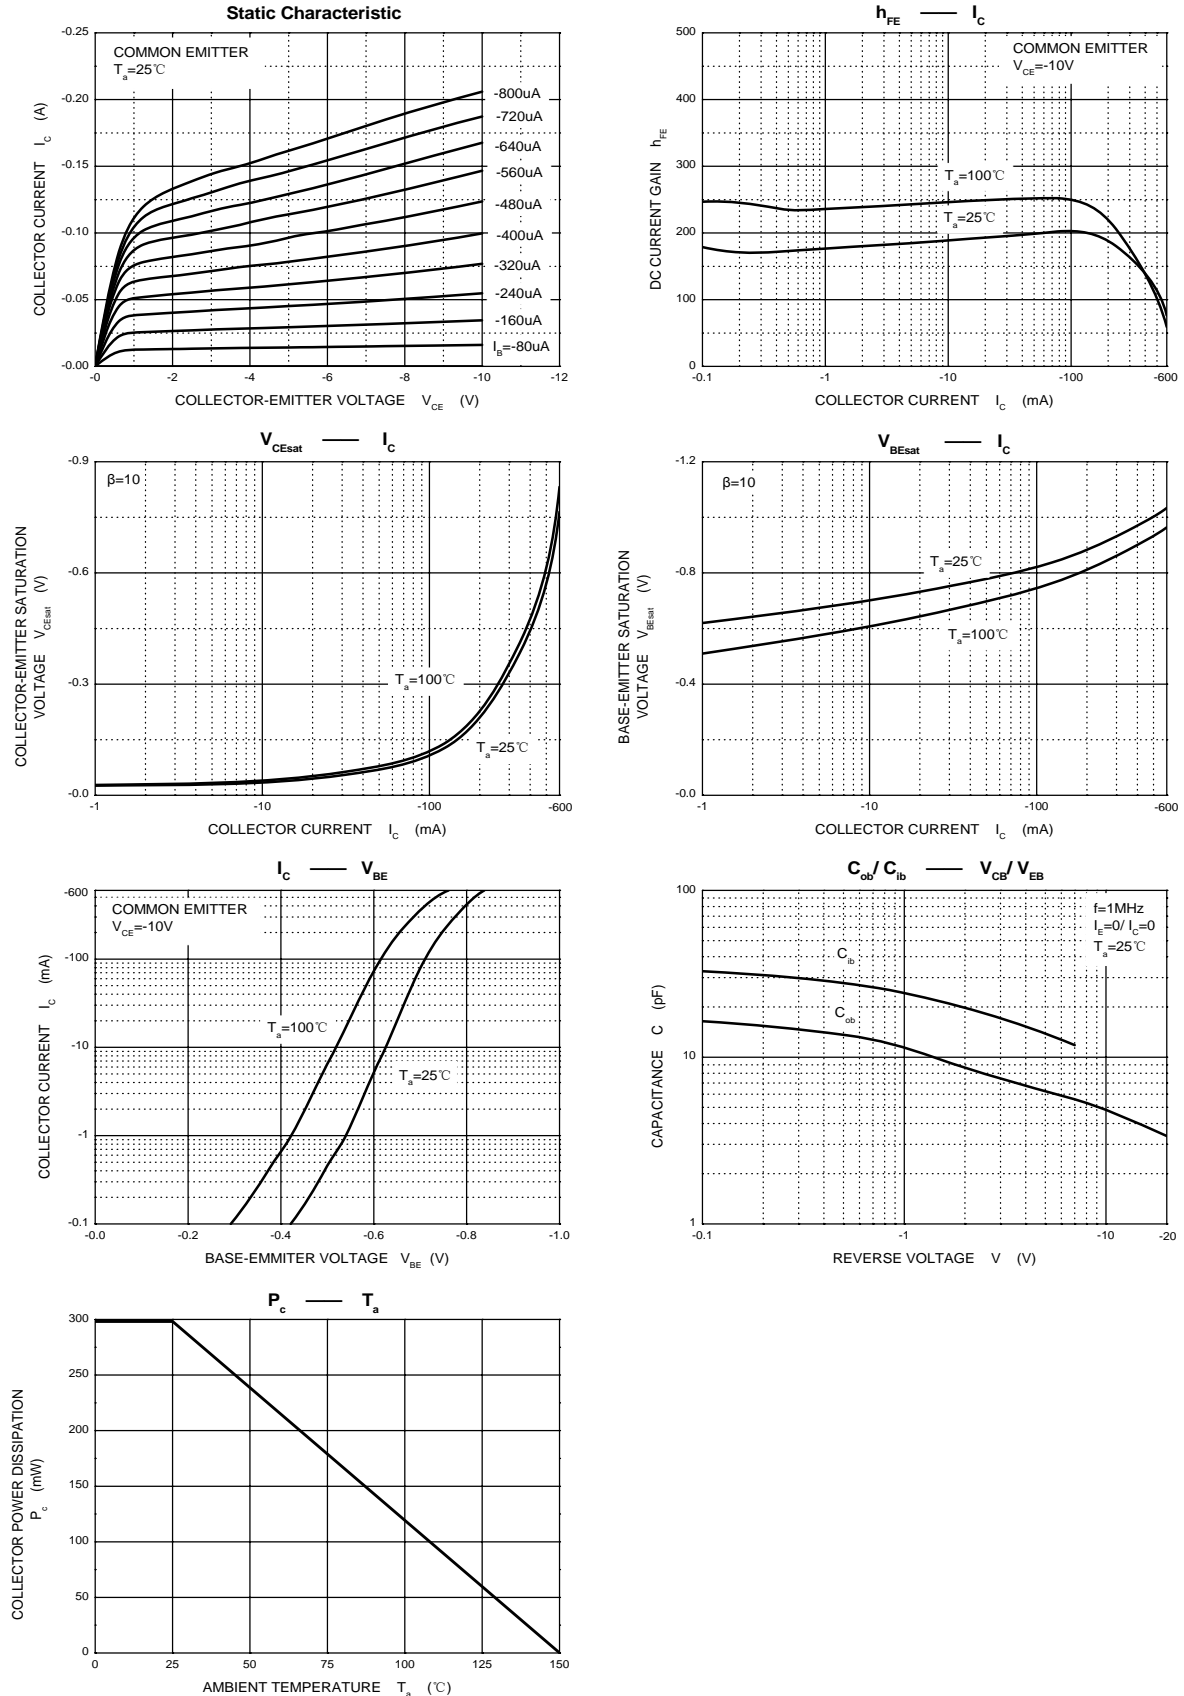 Static Characteristic
COMMON EMITTER
Ta=25℃
-0.25
-0.20
-0.15
-0.10
-0.05
-0.00
-800uA
-720uA
-640uA
-560uA
-480uA
-400uA
-320uA
-240uA
-160uA
IB=-80uA
-0 -2 -4 -6 -8 -10 -12
COLLECTOR CURRENT IC (A)
COLLECTOR-EMITTER VOLTAGE VCE (V)
hFE —— IC
COMMON EMITTER
VCE=-10V
500
400
300
200
100
0
Ta=100℃
Ta=25℃
-0.1 -1 -10 -100 -600
DC CURRENT GAIN hFE
COLLECTOR CURRENT IC (mA)
VCEsat —— IC
β=10
-0.9
-0.6
-0.3
-0.0
Ta=100℃
Ta=25℃
-1 -10 -100 -600
COLLECTOR-EMITTER SATURATION
VOLTAGE VCEsat (V)
COLLECTOR CURRENT IC (mA)
VBEsat —— IC
β=10
-1.2
-0.8
-0.4
-0.0
Ta=25℃
Ta=100℃
-1 -10 -100 -600
BASE-EMITTER SATURATION
VOLTAGE VBEsat (V)
COLLECTOR CURRENT IC (mA)
IC —— VBE
COMMON EMITTER
VCE=-10V
-600
-100
-10
-1
-0.1
Ta=100℃
Ta=25℃
-0.0 -0.2 -0.4 -0.6 -0.8 -1.0
COLLECTOR CURRENT IC (mA)
BASE-EMMITER VOLTAGE VBE (V)
Cob/ Cib —— VCB/ VEB
f=1MHz
IE=0/ IC=0
Ta=25℃
100
10
1
Cib
Cob
-0.1 -1 -10 -20
CAPACITANCE C (pF)
REVERSE VOLTAGE V (V)
Pc —— Ta
300
250
200
150
100
50
0
0 25 50 75 100 125 150
COLLECTOR POWER DISSIPATION
Pc (mW)
AMBIENT TEMPERATURE Ta (℃)